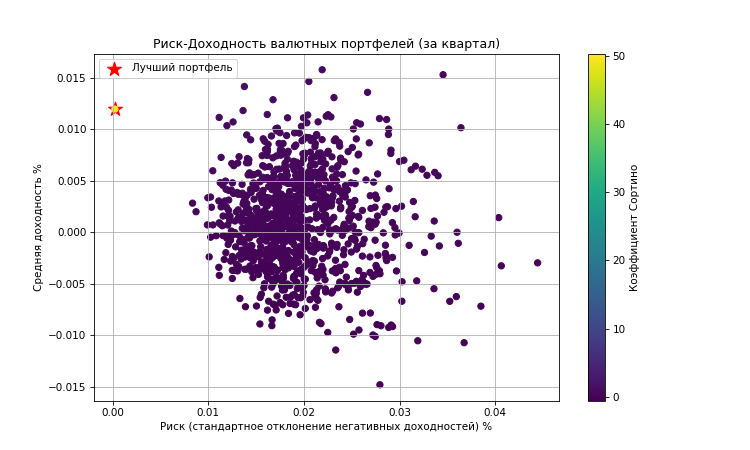 Риск-Доходность валютных портфелей (за квартал)
Лучший портфель
Средняя доходность %
0.015
0.010
0.005
0.000
−0.005
−0.010
−0.015
0.00 0.01 0.02 0.03 0.04
Риск (стандартное отклонение негативных доходностей) %
50
40
30
20
10
0
Коэффициент Сортино